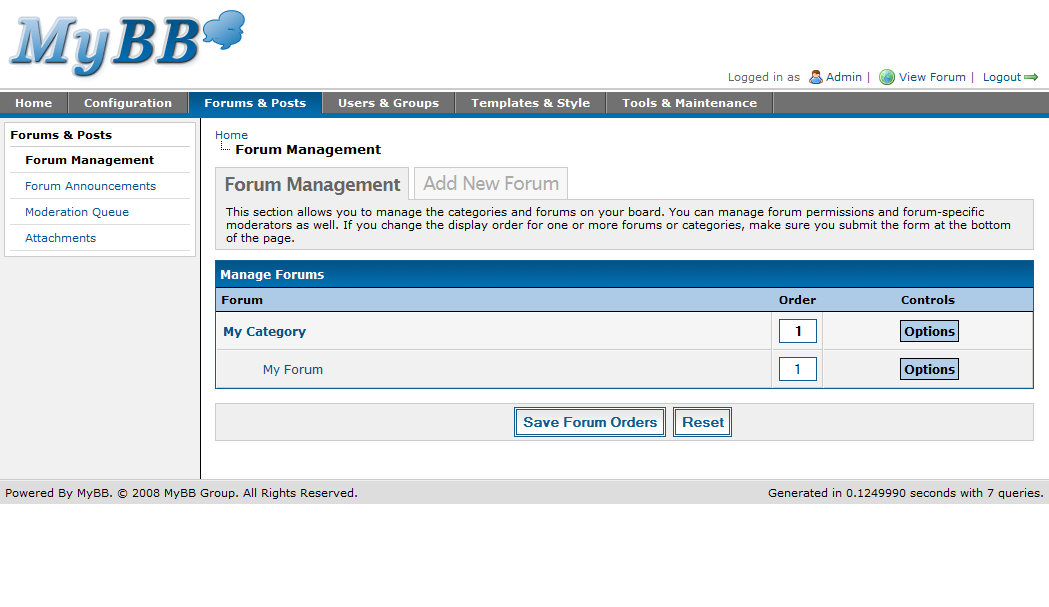 MyBB
Logged in as Admin | View Forum | Logout
Home Configuration Forums & Posts Users & Groups Templates & Style Tools & Maintenance
Forums & Posts
Forum Management
Forum Announcements
Moderation Queue
Attachments
Home
Forum Management
Forum Management Add New Forum
This section allows you to manage the categories and forums on your board. You can manage forum permissions and forum-specific
moderators as well. If you change the display order for one or more forums or categories, make sure you submit the form at the bottom
of the page.
Manage Forums
Forum Order Controls
My Category 1 Options
My Forum 1 Options
Save Forum Orders Reset
Powered By MyBB. © 2008 MyBB Group. All Rights Reserved. Generated in 0.1249990 seconds with 7 queries.